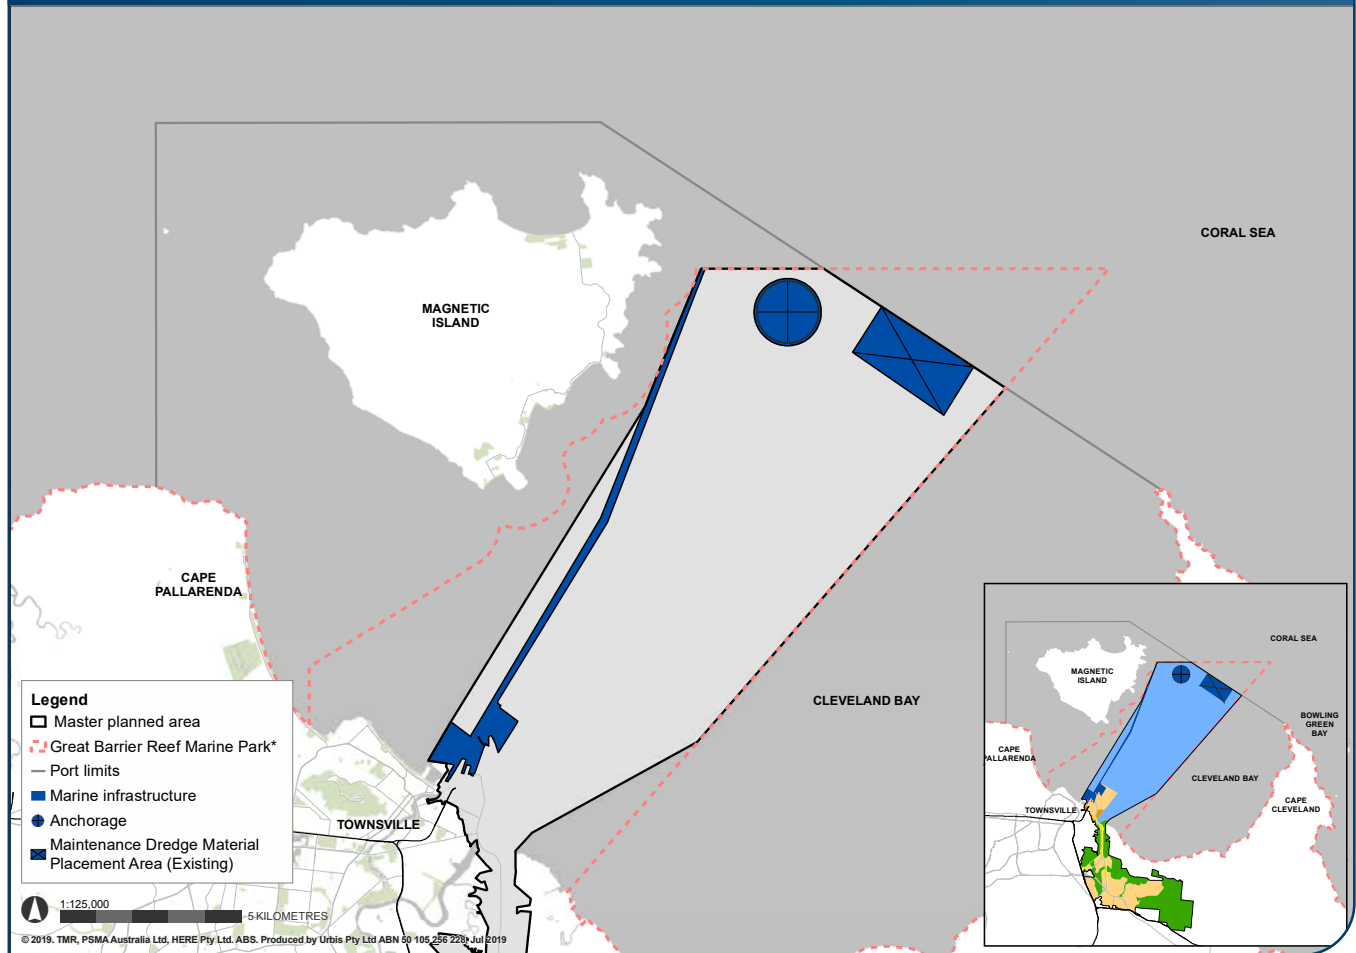 CORAL SEA
MAGNETIC
ISLAND
CAPE
PALLARENDA
CLEVELAND BAY
TOWNSVILLE
Legend
Master planned area
Great Barrier Reef Marine Park*
Port limits
Marine infrastructure
Anchorage
Maintenance Dredge Material
Placement Area (Existing)
1:125,000
5 KILOMETRES
© 2019. TMR, PSMA Australia Ltd, HERE Pty Ltd. ABS. Produced by Urbis Pty Ltd ABN 50 105 256 228, Jul 2019
CORAL SEA
MAGNETIC
ISLAND
BOWLING
GREEN
BAY
CAPE
PALLARENDA
CLEVELAND BAY
CAPE
CLEVELAND
TOWNSVILLE